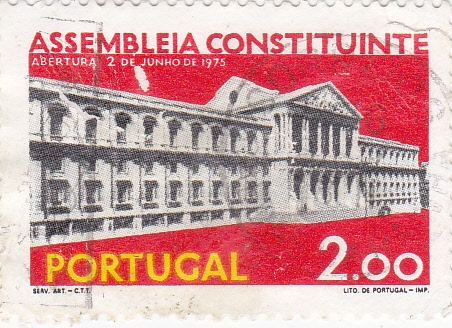 ASSEMBLEIA CONSTITUINTE
ABERTURA 2 DE JUNHO DE 1975
PORTUGAL 2.00
SERV. ART. - C.T.T. LITO. DE PORTUGAL - IMP.